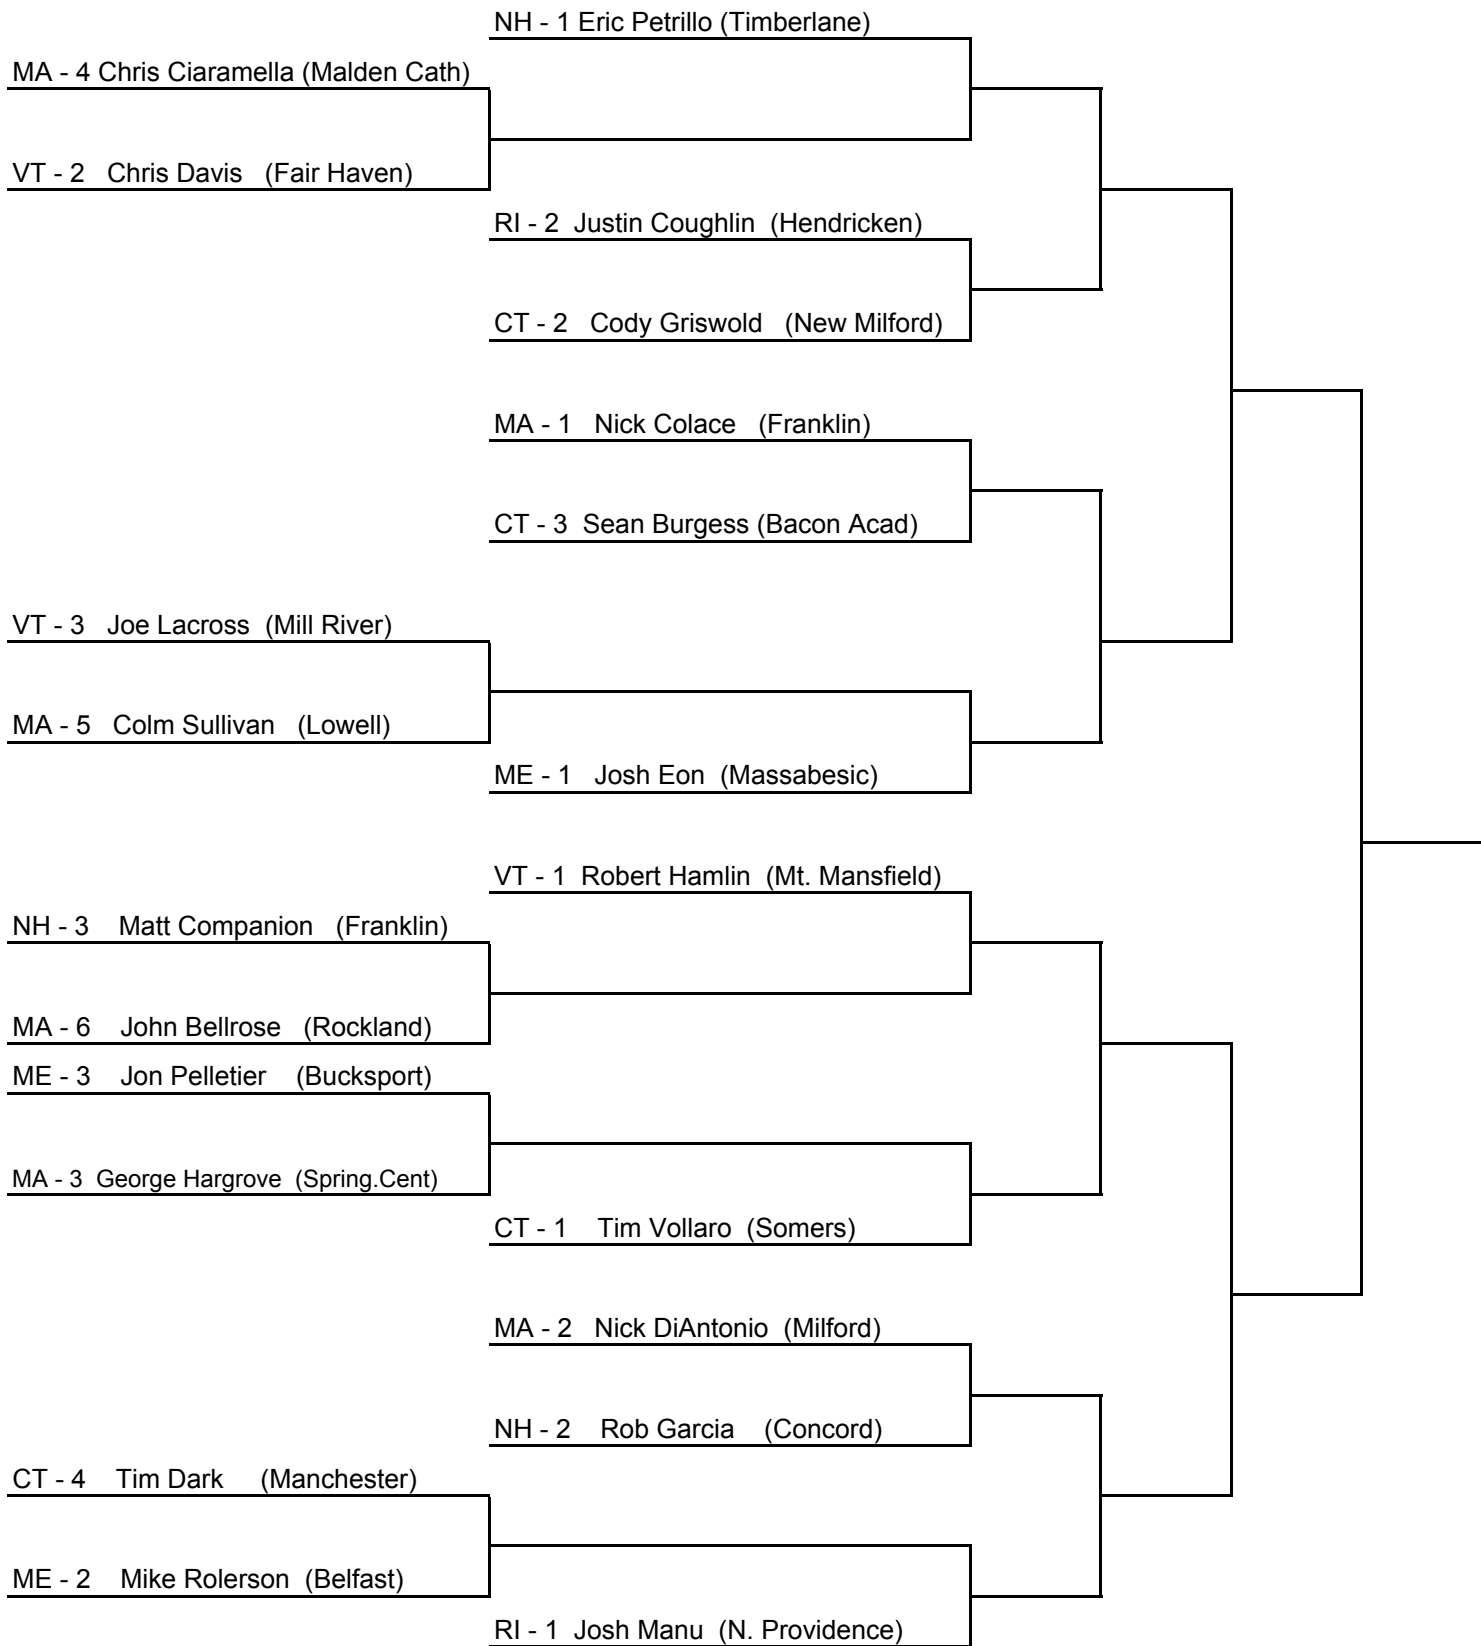 NH - 1 Eric Petrillo (Timberlane)
MA - 4 Chris Ciaramella (Malden Cath)
VT - 2 Chris Davis (Fair Haven)
RI - 2 Justin Coughlin (Hendricken)
CT - 2 Cody Griswold (New Milford)
MA - 1 Nick Colace (Franklin)
CT - 3 Sean Burgess (Bacon Acad)
VT - 3 Joe Lacross (Mill River)
MA - 5 Colm Sullivan (Lowell)
ME - 1 Josh Eon (Massabesic)
VT - 1 Robert Hamlin (Mt. Mansfield)
NH - 3 Matt Companion (Franklin)
MA - 6 John Bellrose (Rockland)
ME - 3 Jon Pelletier (Bucksport)
MA - 3 George Hargrove (Spring.Cent)
CT - 1 Tim Vollaro (Somers)
MA - 2 Nick DiAntonio (Milford)
NH - 2 Rob Garcia (Concord)
CT - 4 Tim Dark (Manchester)
ME - 2 Mike Rolerson (Belfast)
RI - 1 Josh Manu (N. Providence)